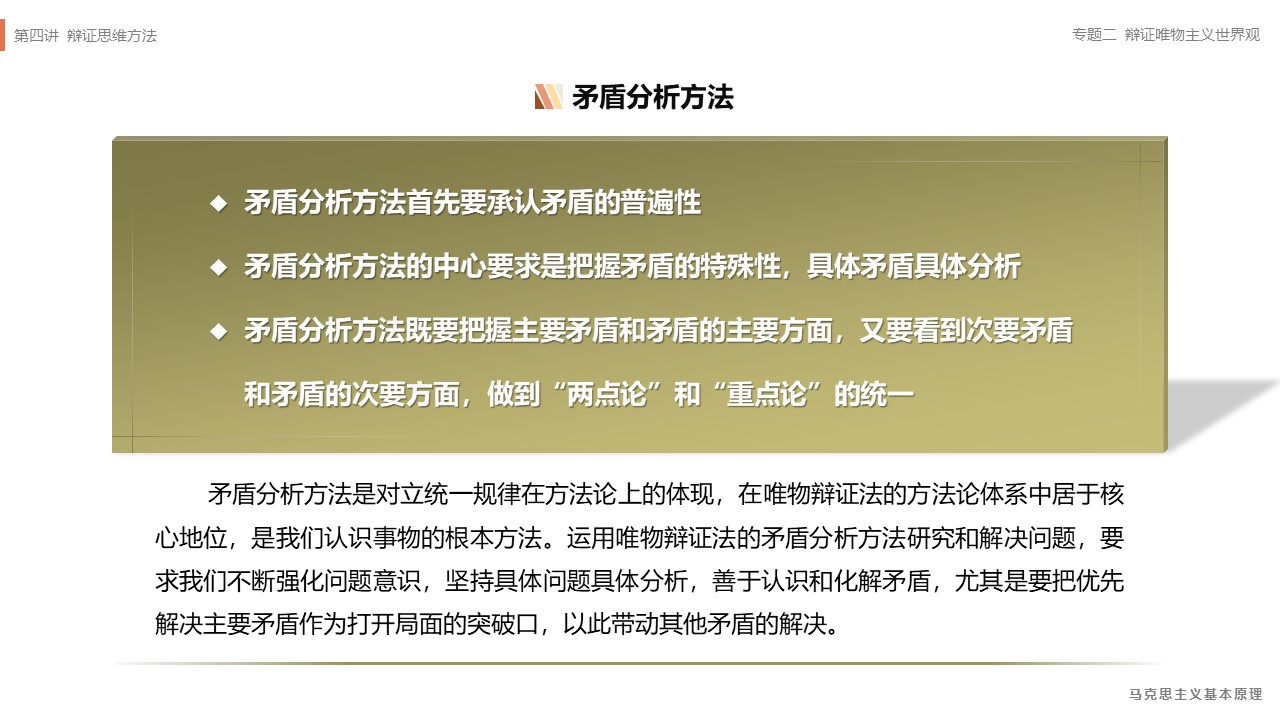 第四讲 辩证思维方法
专题二 辩证唯物主义世界观
矛盾分析方法
◆ 矛盾分析方法首先要承认矛盾的普遍性
◆ 矛盾分析方法的中心要求是把握矛盾的特殊性，具体矛盾具体分析
◆ 矛盾分析方法既要把握主要矛盾和矛盾的主要方面，又要看到次要矛盾
和矛盾的次要方面，做到“两点论”和“重点论”的统一
矛盾分析方法是对立统一规律在方法论上的体现，在唯物辩证法的方法论体系中居于核
心地位，是我们认识事物的根本方法。运用唯物辩证法的矛盾分析方法研究和解决问题，要
求我们不断强化问题意识，坚持具体问题具体分析，善于认识和化解矛盾，尤其是要把优先
解决主要矛盾作为打开局面的突破口，以此带动其他矛盾的解决。
马克思主义基本原理